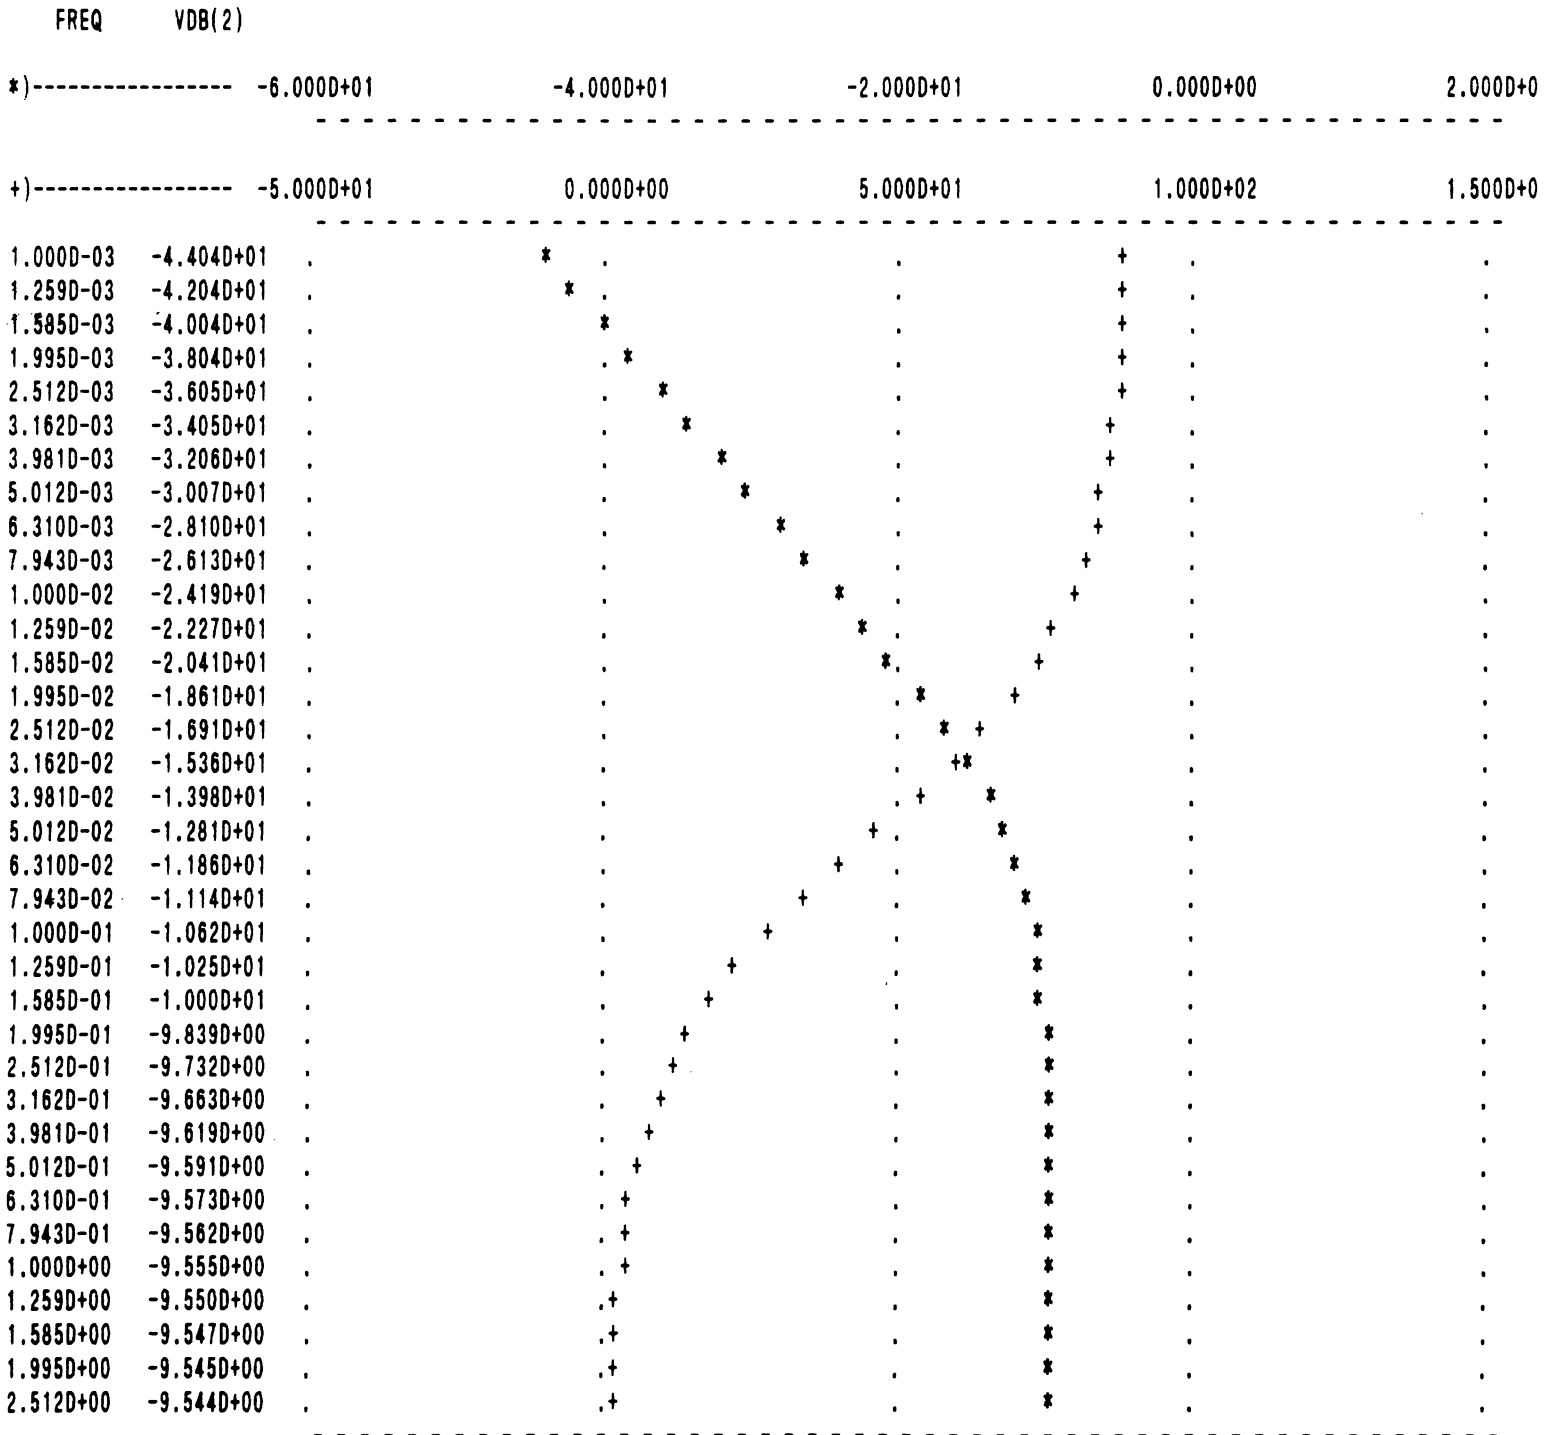 FREQ VDB(2)
*)----------------- -6.000D+01 -4.000D+01 -2.000D+01 0.000D+00 2.000D+0
+)----------------- -5.000D+01 0.000D+00 5.000D+01 1.000D+02 1.500D+0
1.000D-03 -4.404D+01
1.259D-03 -4.204D+01
1.585D-03 -4.004D+01
1.995D-03 -3.804D+01
2.512D-03 -3.605D+01
3.162D-03 -3.405D+01
3.981D-03 -3.206D+01
5.012D-03 -3.007D+01
6.310D-03 -2.810D+01
7.943D-03 -2.613D+01
1.000D-02 -2.419D+01
1.259D-02 -2.227D+01
1.585D-02 -2.041D+01
1.995D-02 -1.861D+01
2.512D-02 -1.691D+01
3.162D-02 -1.536D+01
3.981D-02 -1.398D+01
5.012D-02 -1.281D+01
6.310D-02 -1.186D+01
7.943D-02 -1.114D+01
1.000D-01 -1.062D+01
1.259D-01 -1.025D+01
1.585D-01 -1.000D+01
1.995D-01 -9.839D+00
2.512D-01 -9.732D+00
3.162D-01 -9.663D+00
3.981D-01 -9.619D+00
5.012D-01 -9.591D+00
6.310D-01 -9.573D+00
7.943D-01 -9.562D+00
1.000D+00 -9.555D+00
1.259D+00 -9.550D+00
1.585D+00 -9.547D+00
1.995D+00 -9.545D+00
2.512D+00 -9.544D+00